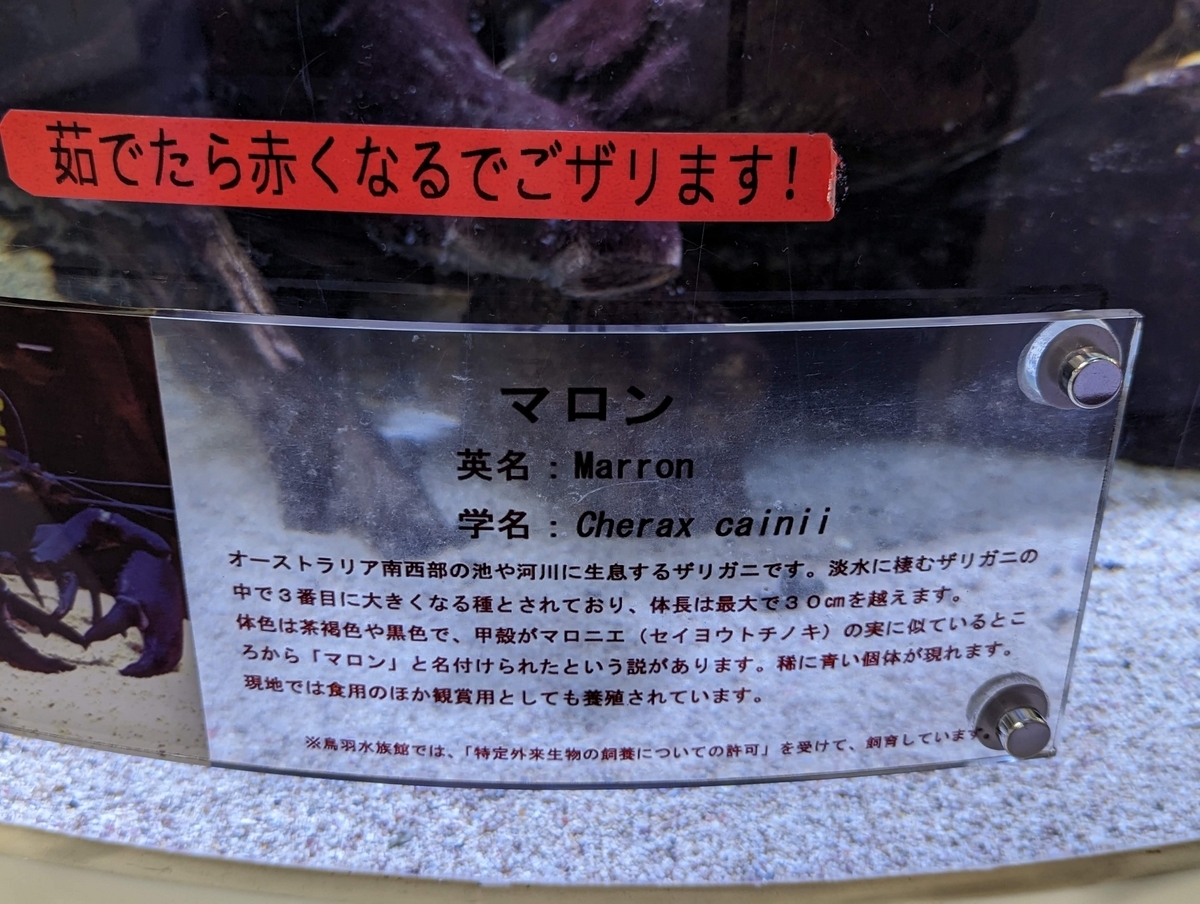 茹でたら赤くなるでごザリます!
マロン
英名：Marron
学名：Cherax cainii
オーストラリア南西部の池や河川に生息するザリガニです。淡水に棲むザリガニの
中で３番目に大きくなる種とされており、体長は最大で３０㎝を越えます。
体色は茶褐色や黒色で、甲殻がマロニエ（セイヨウトチノキ）の実に似ているとこ
ろから「マロン」と名付けられたという説があります。稀に青い個体が現れます。
現地では食用のほか観賞用としても養殖されています。
※鳥羽水族館では、「特定外来生物の飼養についての許可」を受けて、飼育しています。